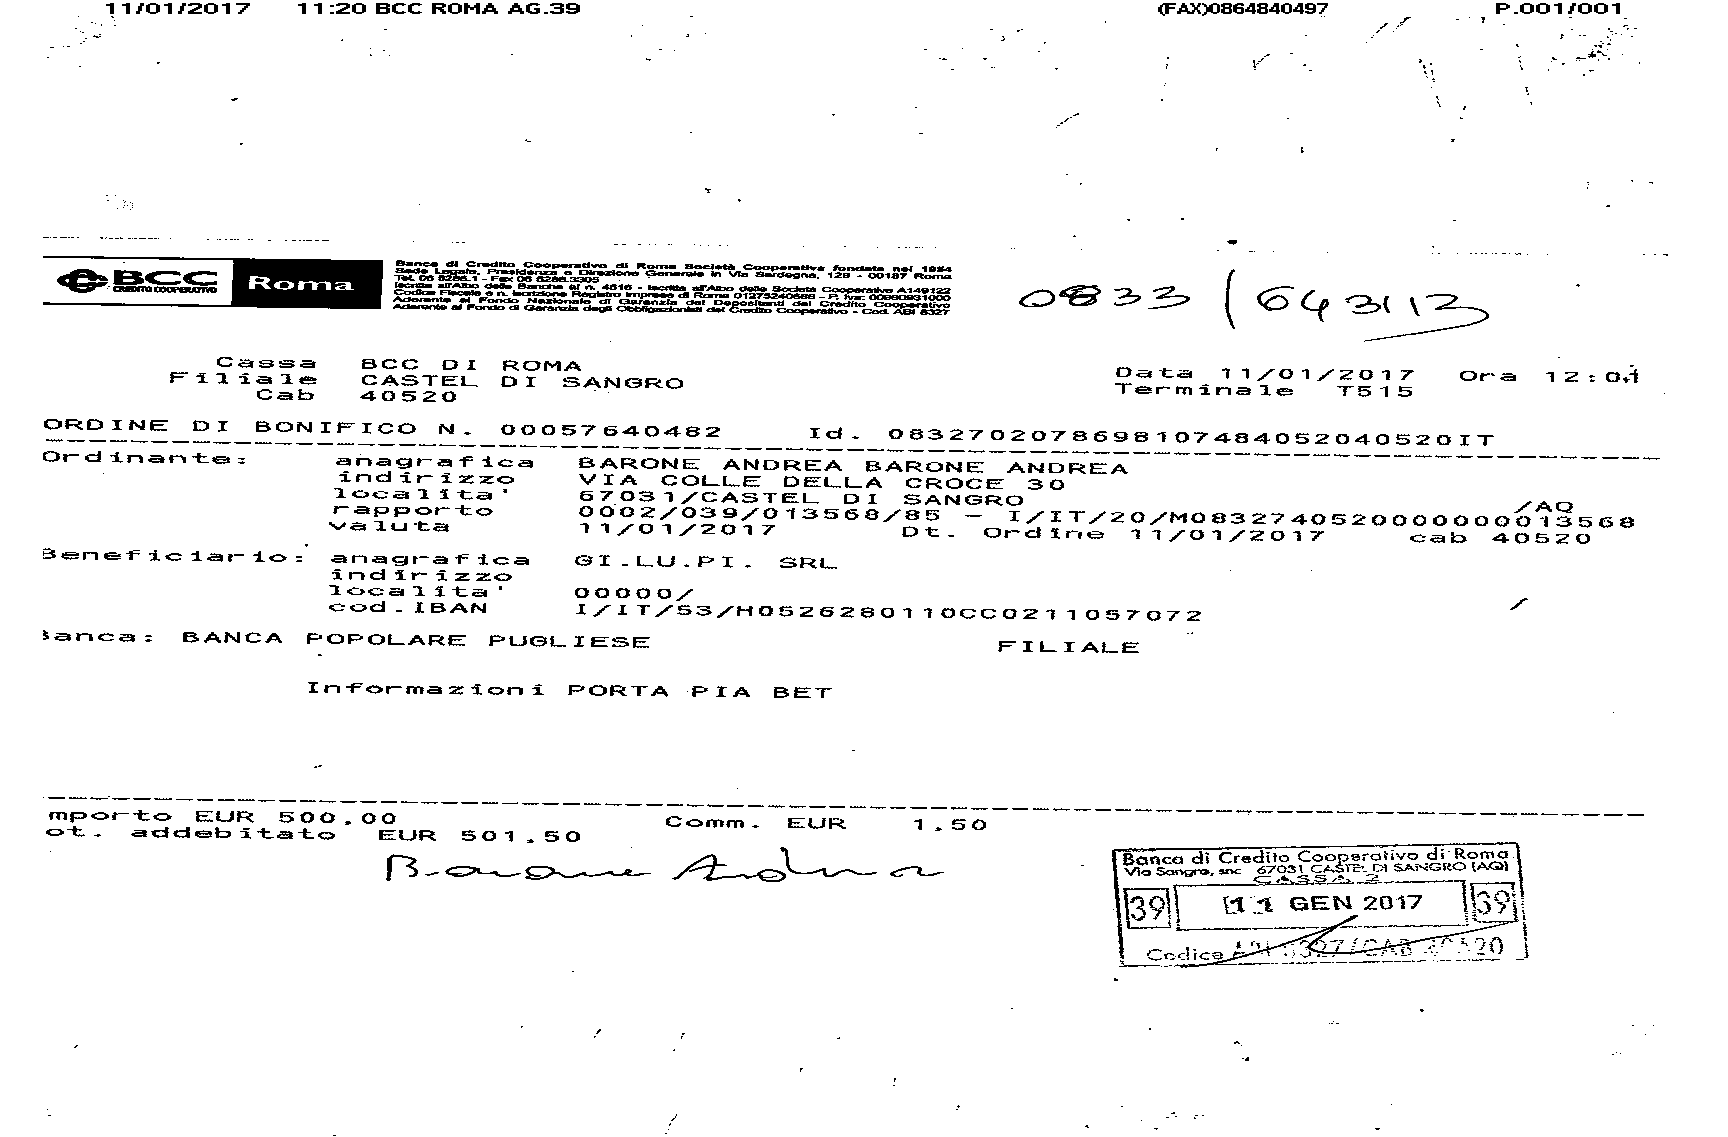 11/01/2017 11:20 BCC ROMA AG.39 (FAX)0864840497 P.001/001
BCC
CREDITO COOPERATIVO
Roma
Banca di Credito Cooperativo di Roma Società Cooperativa fondata nel 1954
Sede Legale, Presidenza e Direzione Generale in Via Sardegna, 129 - 00187 Roma
Tel. 06 5286.1 - Fax 06 5286.3305
Iscritta all'Albo delle Banche al n. 4516 - Iscritta all'Albo delle Società Cooperative A149122
Codice Fiscale e n. iscrizione Registro Imprese di Roma 01275240586 - P. Iva: 00980931000
Aderente al Fondo Nazionale di Garanzia dei Depositanti del Credito Cooperativo
Aderente al Fondo di Garanzia degli Obbligazionisti del Credito Cooperativo - Cod. ABI 8327
0833 / 643113
Cassa BCC DI ROMA
Filiale CASTEL DI SANGRO
Cab 40520
Data 11/01/2017 Ora 12:01
Terminale T515
ORDINE DI BONIFICO N. 00057640482 Id. 0832702078698107484052040520IT
Ordinante: anagrafica BARONE ANDREA BARONE ANDREA
indirizzo VIA COLLE DELLA CROCE 30
localita' 67031/CASTEL DI SANGRO /AQ
rapporto 0002/039/013568/85 - I/IT/20/M0832740520000000013568
valuta 11/01/2017 Dt. Ordine 11/01/2017 cab 40520
Beneficiario: anagrafica GI.LU.PI. SRL
indirizzo
localita' 00000/ /
cod.IBAN I/IT/53/H0526280110CC0211057072
Banca: BANCA POPOLARE PUGLIESE FILIALE
Informazioni PORTA PIA BET
mporto EUR 500,00 Comm. EUR 1,50
ot. addebitato EUR 501,50
Barone Andrea
Banca di Credito Cooperativo di Roma
Via Sangro, snc 67031 CASTEL DI SANGRO (AQ)
CASSA 2
39 11 GEN 2017 39
Codice ABI 8327/CAB 40520